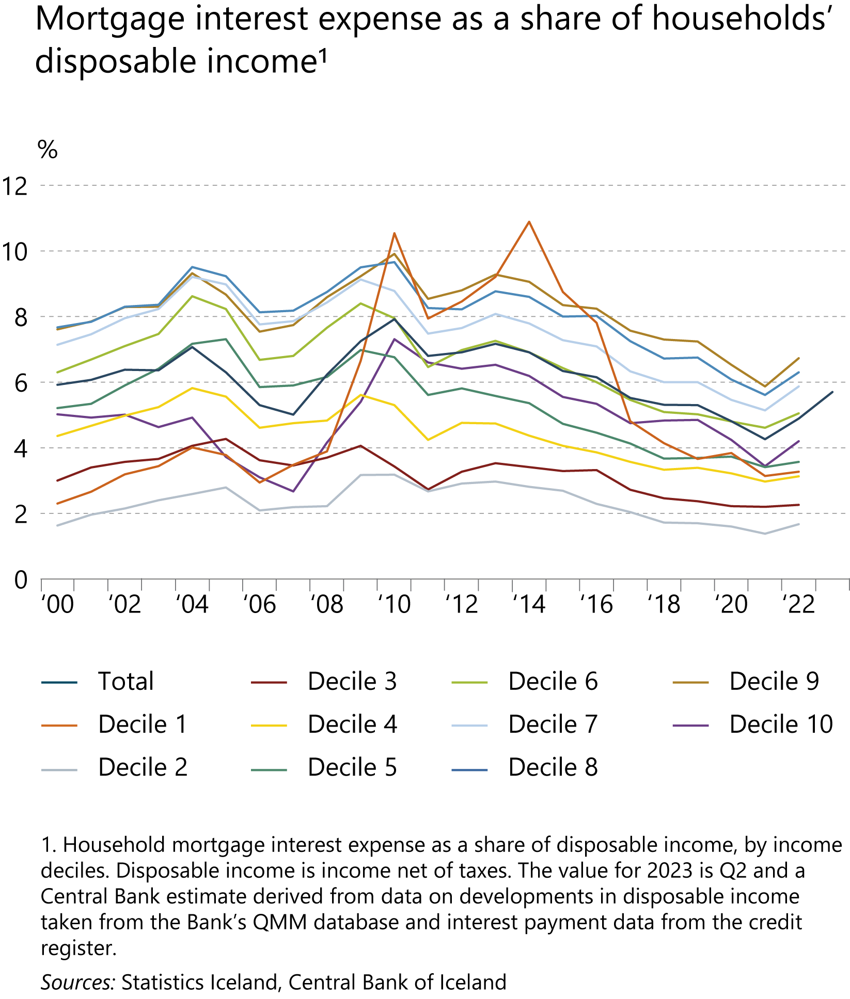 Mortgage interest expense as a share of households’
disposable income¹
%
12
10
8
6
4
2
0
‘00 ‘02 ‘04 ‘06 ‘08 ‘10 ‘12 ‘14 ‘16 ‘18 ‘20 ‘22
Total Decile 3 Decile 6 Decile 9
Decile 1 Decile 4 Decile 7 Decile 10
Decile 2 Decile 5 Decile 8
1. Household mortgage interest expense as a share of disposable income, by income
deciles. Disposable income is income net of taxes. The value for 2023 is Q2 and a
Central Bank estimate derived from data on developments in disposable income
taken from the Bank’s QMM database and interest payment data from the credit
register.
Sources: Statistics Iceland, Central Bank of Iceland